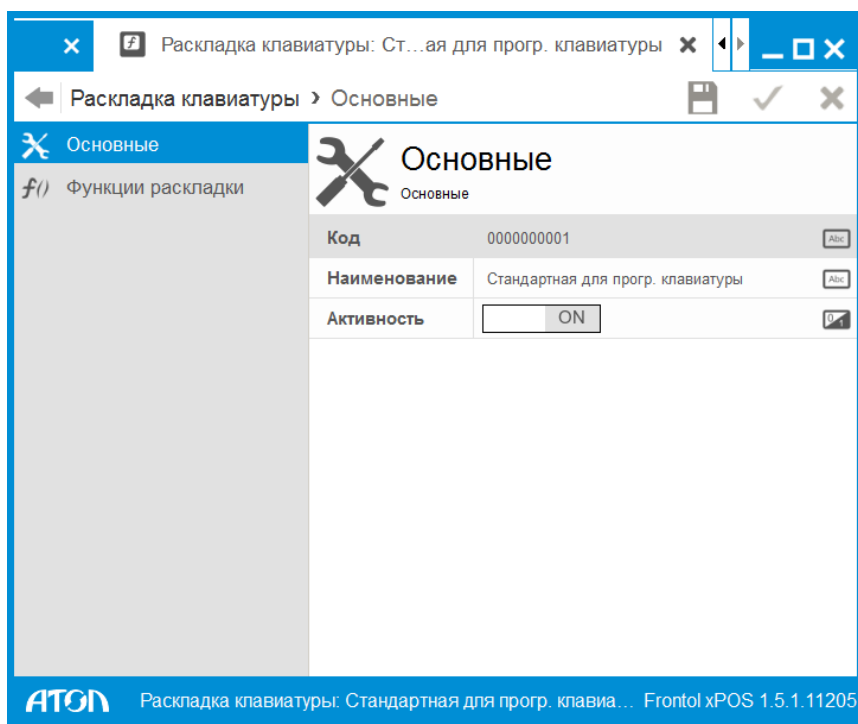 Раскладка клавиатуры: Ст...ая для прогр. клавиатуры
Раскладка клавиатуры › Основные
Основные
Функции раскладки
Основные
Основные
Код 0000000001 Abc
Наименование Стандартная для прогр. клавиатуры Abc
Активность ON 0/1
АТОЛ Раскладка клавиатуры: Стандартная для прогр. клавиа... Frontol xPOS 1.5.1.11205